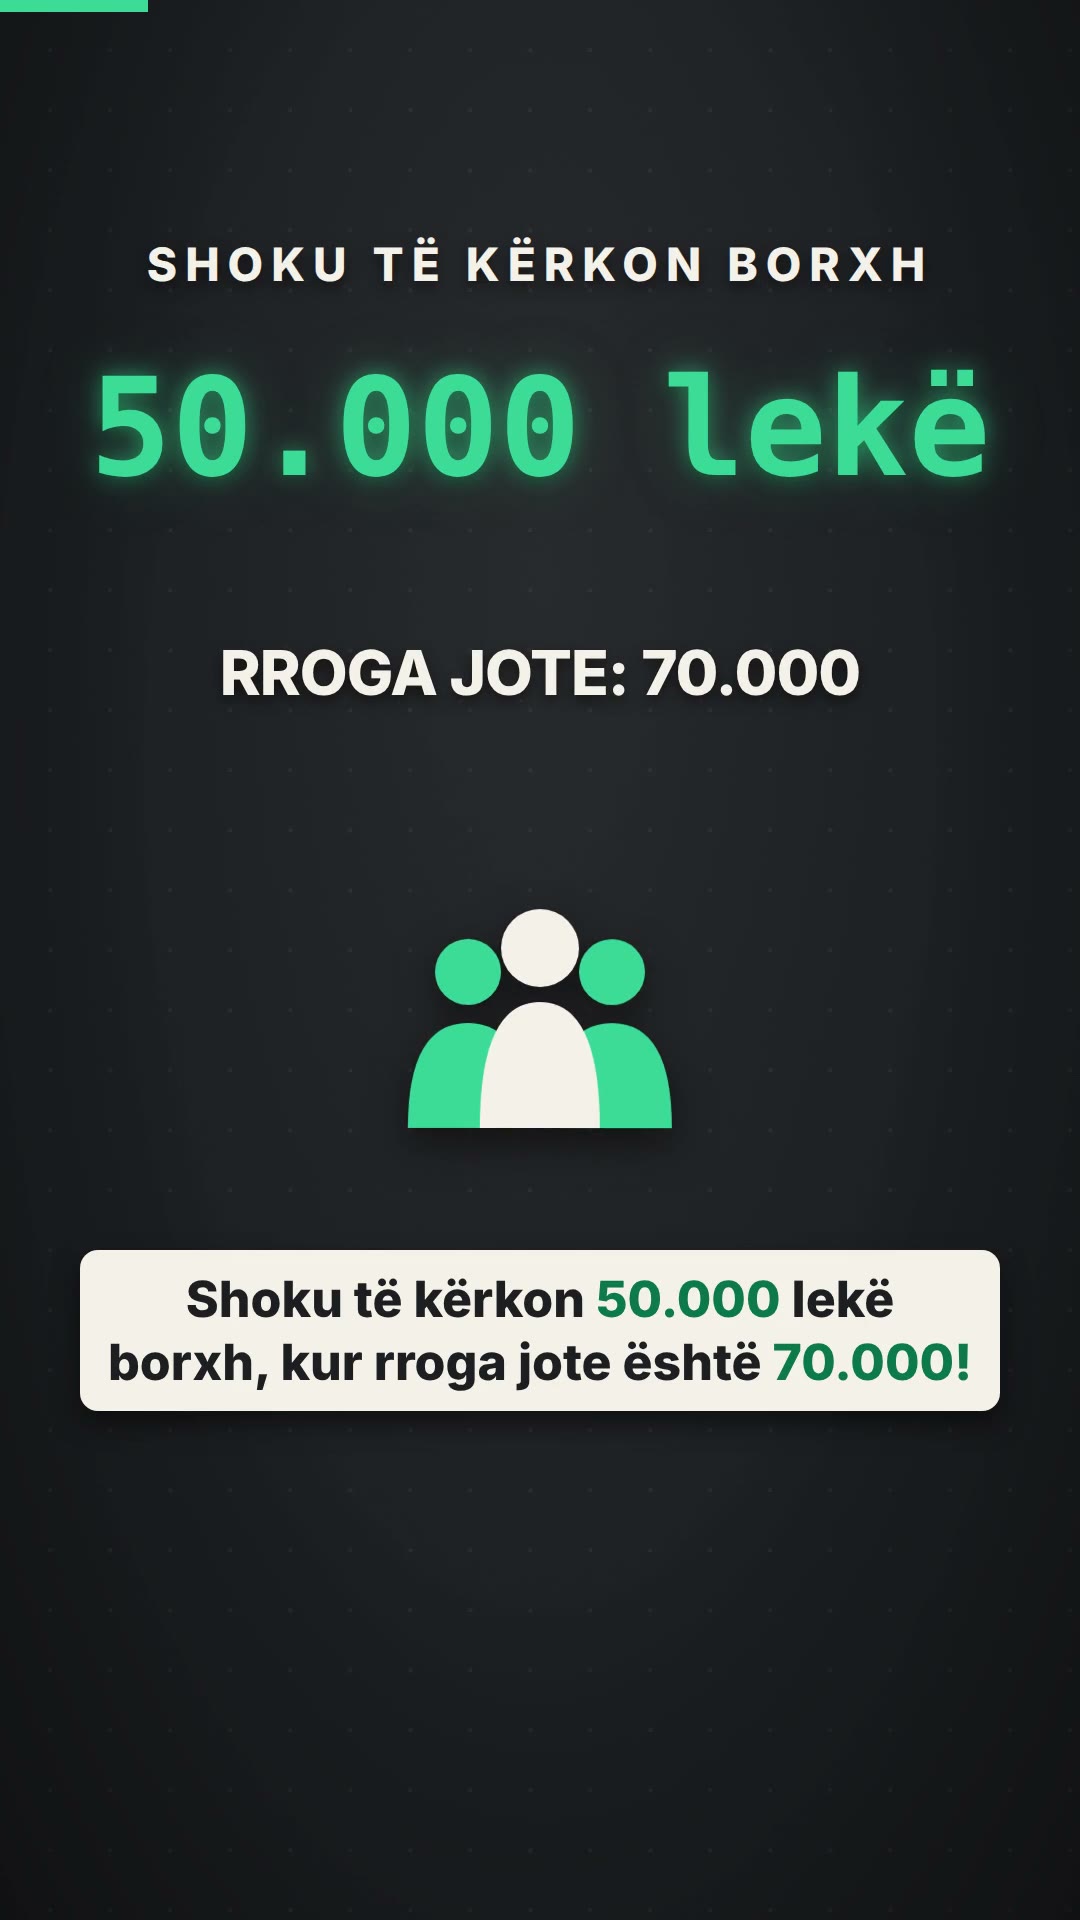 SHOKU TË KËRKON BORXH
50.000 lekë
RROGA JOTE: 70.000
Shoku të kërkon 50.000 lekë
borxh, kur rroga jote është 70.000!